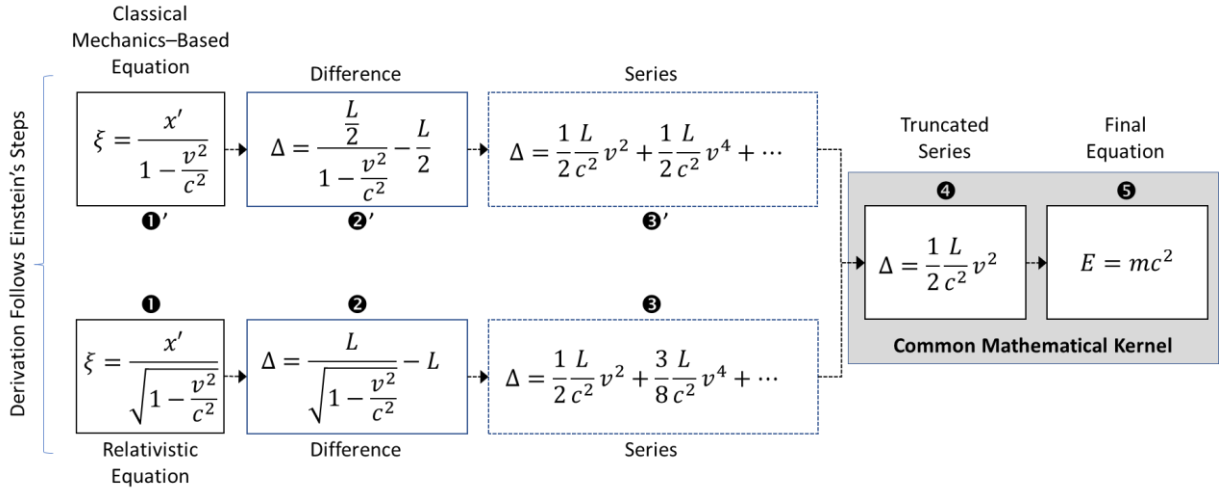 Derivation Follows Einstein's Steps
Classical
Mechanics–Based
Equation
ξ = x′ / (1 − v²/c²)
❶′
Difference
Δ = (L/2) / (1 − v²/c²) − L/2
❷′
Series
Δ = 1/2 L/c² v² + 1/2 L/c² v⁴ + ⋯
❸′
❶
ξ = x′ / √(1 − v²/c²)
Relativistic
Equation
❷
Δ = L / √(1 − v²/c²) − L
Difference
❸
Δ = 1/2 L/c² v² + 3/8 L/c² v⁴ + ⋯
Series
Truncated
Series
❹
Δ = 1/2 L/c² v²
Final
Equation
❺
E = mc²
Common Mathematical Kernel